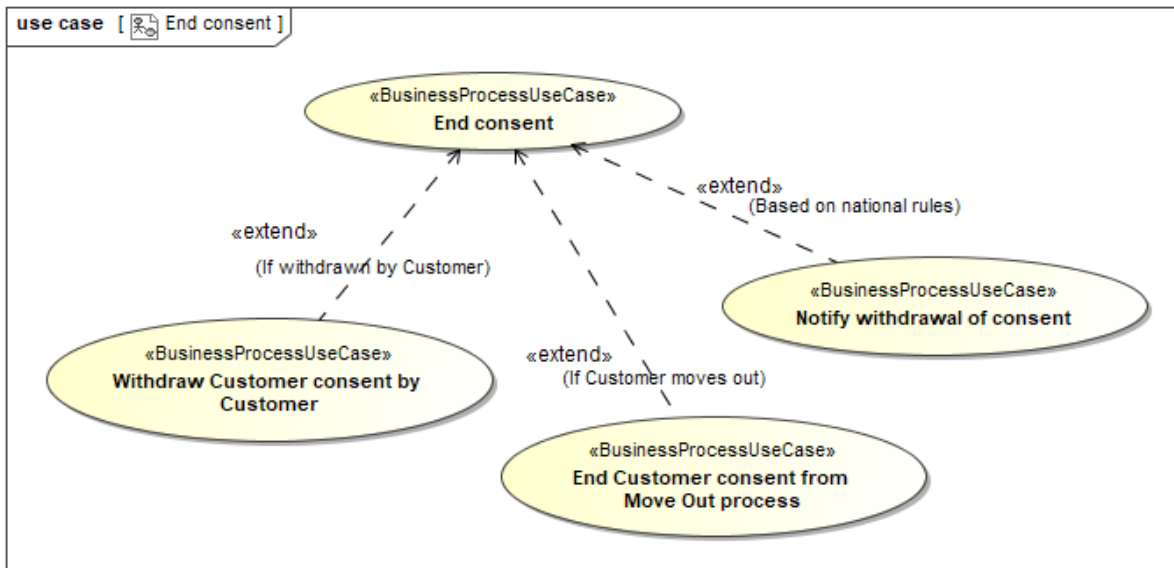 use case [ End consent ]
«BusinessProcessUseCase»
End consent
«extend»
(Based on national rules)
«extend»
(If withdrawn by Customer)
«BusinessProcessUseCase»
Notify withdrawal of consent
«BusinessProcessUseCase»
Withdraw Customer consent by
Customer
«extend»
(If Customer moves out)
«BusinessProcessUseCase»
End Customer consent from
Move Out process